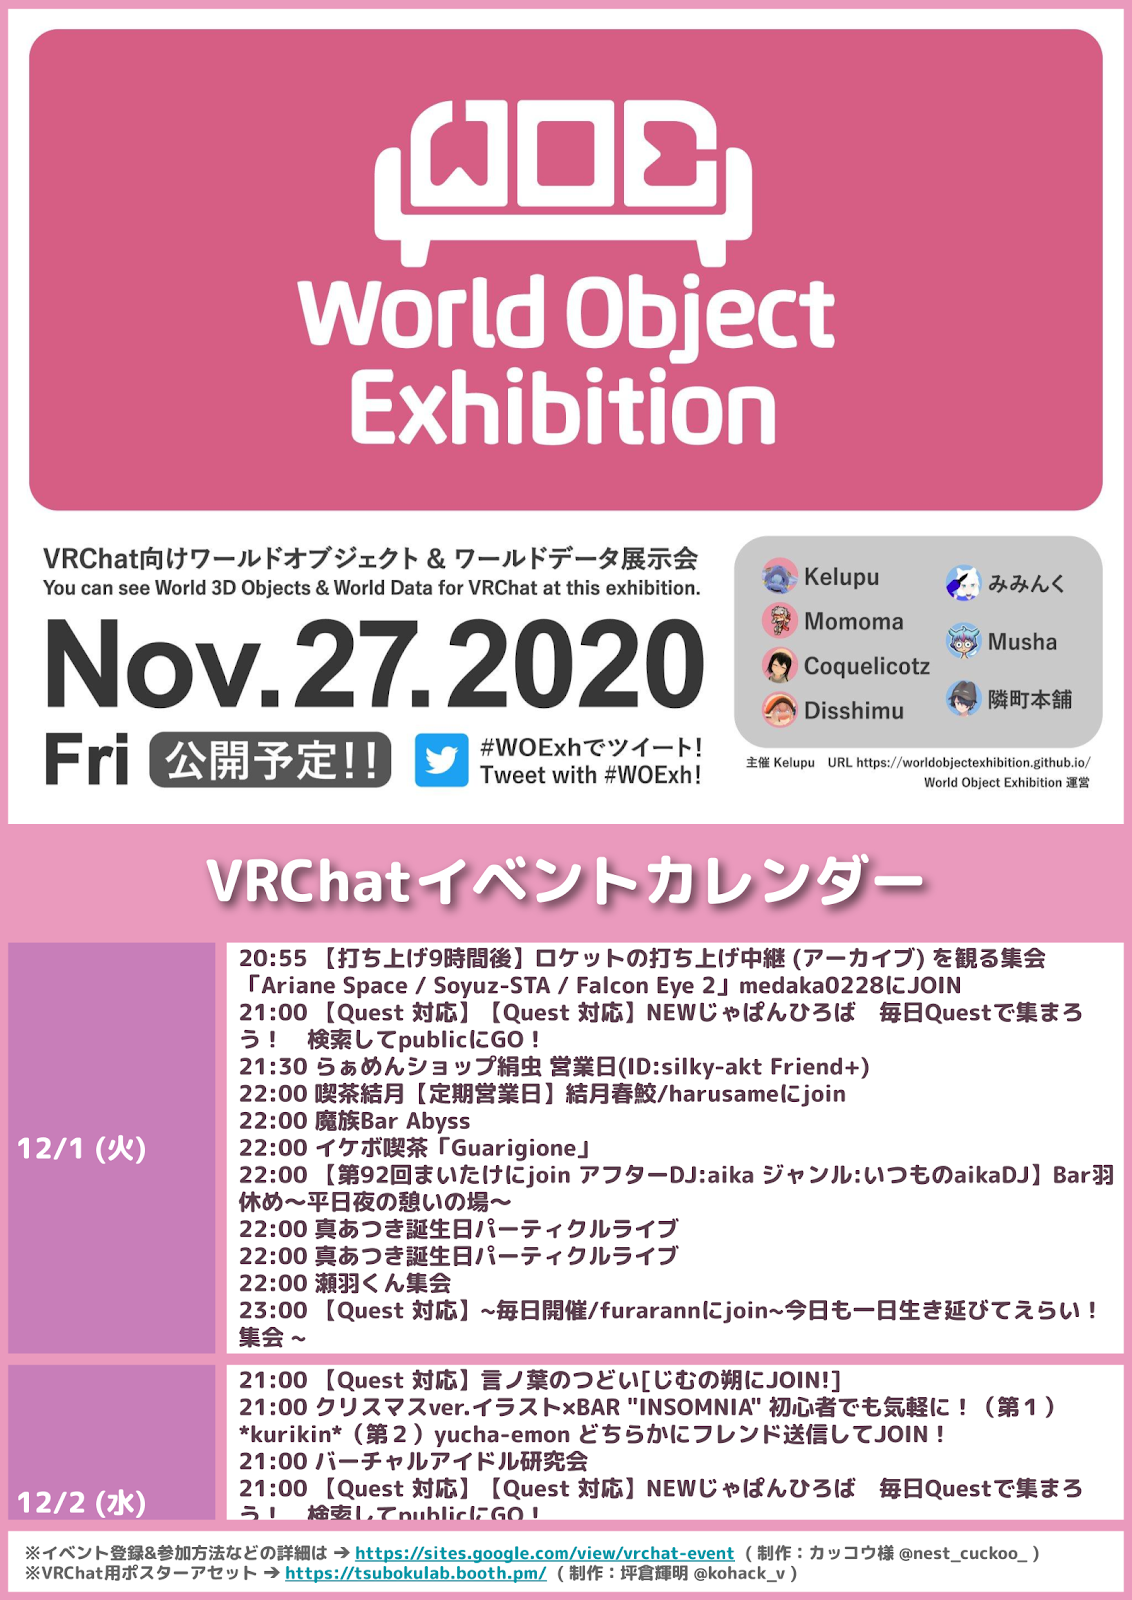 WOE
World Object
Exhibition
VRChat向けワールドオブジェクト & ワールドデータ展示会
You can see World 3D Objects & World Data for VRChat at this exhibition.
Nov.27.2020
Fri 公開予定!!
#WOExhでツイート!
Tweet with #WOExh!
Kelupu
Momoma
Coquelicotz
Disshimu
みみんく
Musha
隣町本舗
主催 Kelupu URL https://worldobjectexhibition.github.io/
World Object Exhibition 運営
VRChatイベントカレンダー
12/1 (火)
20:55 【打ち上げ9時間後】ロケットの打ち上げ中継 (アーカイブ) を観る集会
「Ariane Space / Soyuz-STA / Falcon Eye 2」medaka0228にJOIN
21:00 【Quest 対応】【Quest 対応】NEWじゃぱんひろば　毎日Questで集まろ
う！　検索してpublicにGO！
21:30 らぁめんショップ絹虫 営業日(ID:silky-akt Friend+)
22:00 喫茶結月【定期営業日】結月春鮫/harusameにjoin
22:00 魔族Bar Abyss
22:00 イケボ喫茶「Guarigione」
22:00 【第92回まいたけにjoin アフターDJ:aika ジャンル:いつものaikaDJ】Bar羽
休め～平日夜の憩いの場～
22:00 真あつき誕生日パーティクルライブ
22:00 真あつき誕生日パーティクルライブ
22:00 瀬羽くん集会
23:00 【Quest 対応】~毎日開催/furarannにjoin~今日も一日生き延びてえらい！
集会 ~
12/2 (水)
21:00 【Quest 対応】言ノ葉のつどい[じむの朔にJOIN!]
21:00 クリスマスver.イラスト×BAR "INSOMNIA" 初心者でも気軽に！（第１）
*kurikin*（第２）yucha-emon どちらかにフレンド送信してJOIN！
21:00 バーチャルアイドル研究会
21:00 【Quest 対応】【Quest 対応】NEWじゃぱんひろば　毎日Questで集まろ
う！　検索してpublicにGO！
※イベント登録&参加方法などの詳細は → https://sites.google.com/view/vrchat-event ( 制作：カッコウ様 @nest_cuckoo_ )
※VRChat用ポスターアセット → https://tsubokulab.booth.pm/ ( 制作：坪倉輝明 @kohack_v )